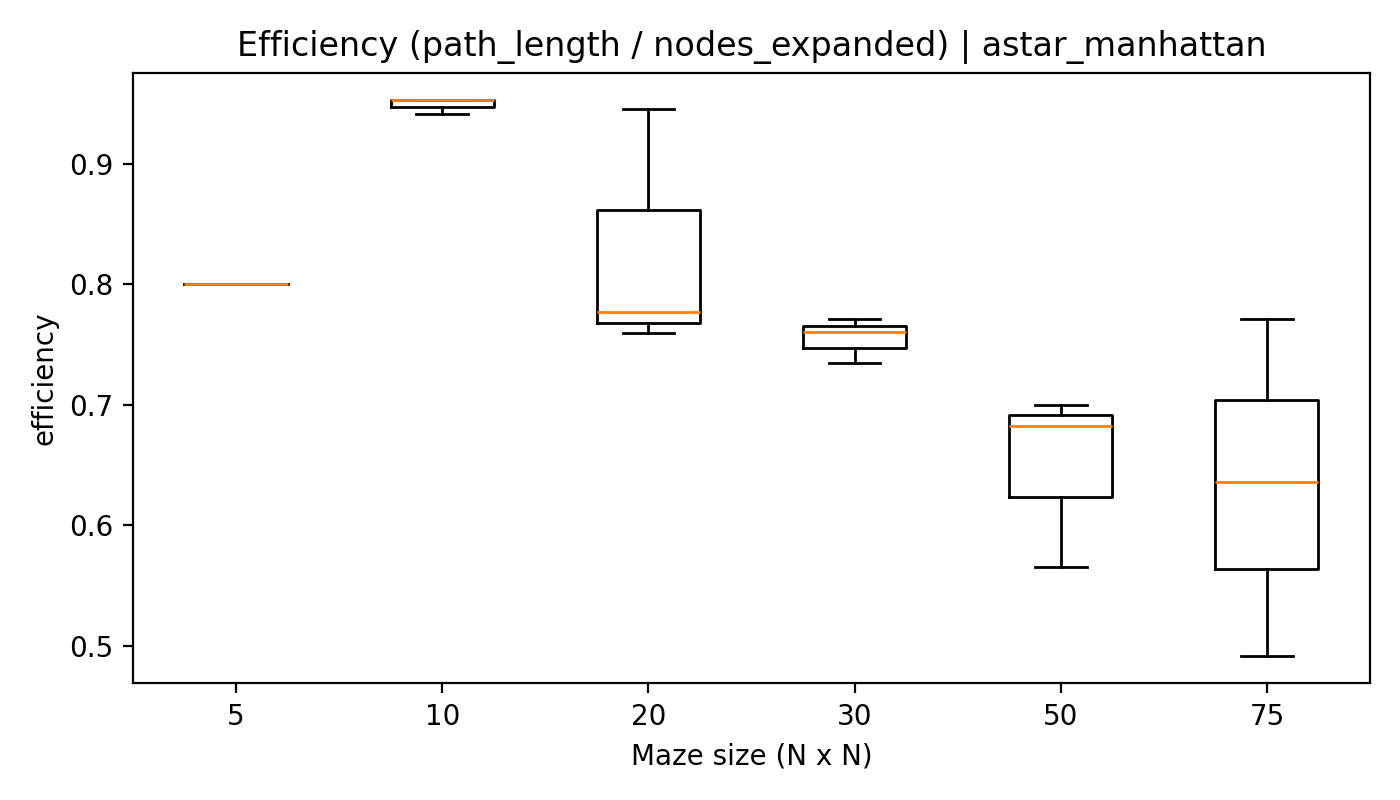 Efficiency (path_length / nodes_expanded) | astar_manhattan
efficiency
0.9
0.8
0.7
0.6
0.5
5 10 20 30 50 75
Maze size (N x N)